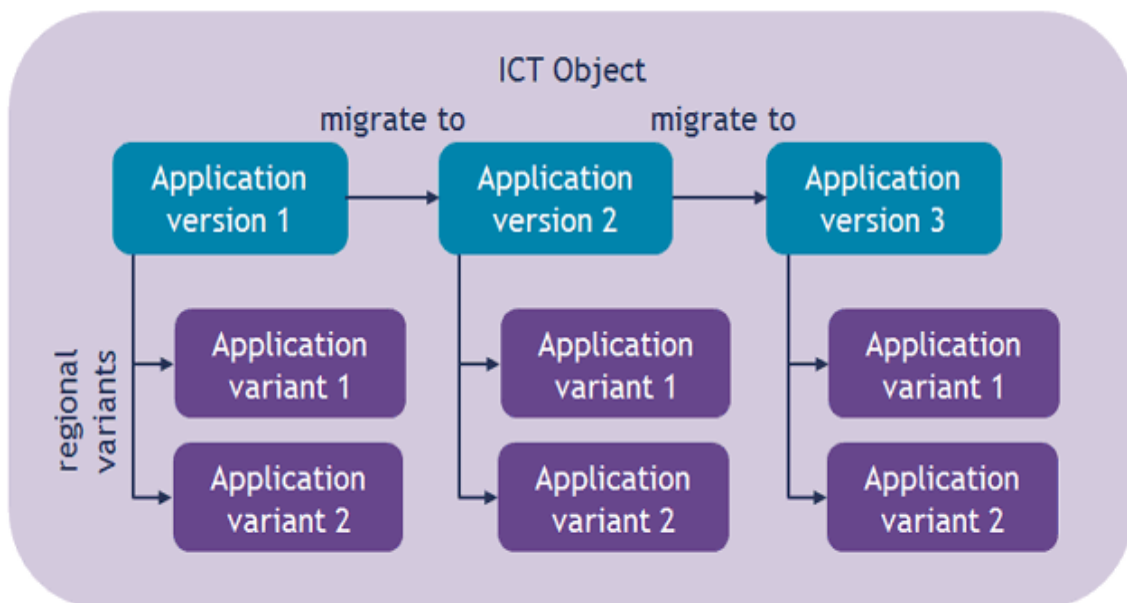 ICT Object
migrate to
migrate to
Application
version 1
Application
version 2
Application
version 3
regional
variants
Application
variant 1
Application
variant 1
Application
variant 1
Application
variant 2
Application
variant 2
Application
variant 2